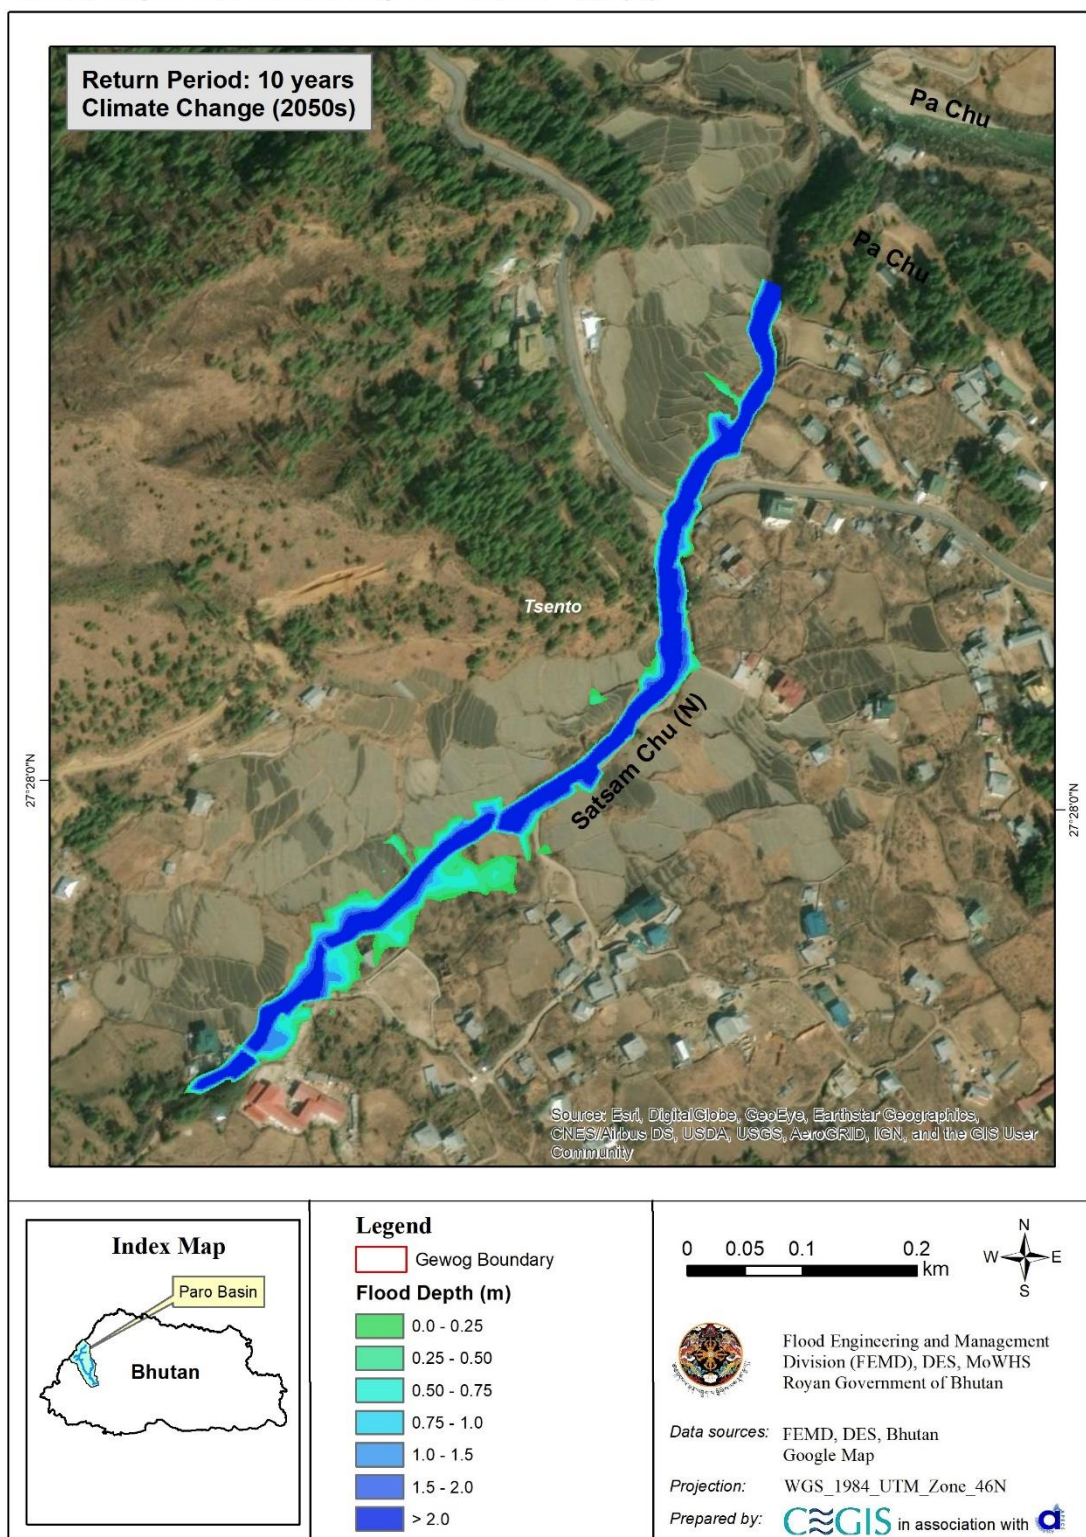 Return Period: 10 years
Climate Change (2050s)
Pa Chu
Pa Chu
Tsento
Satsam Chu (N)
27°28'0"N
27°28'0"N
Source: Esri, DigitalGlobe, GeoEye, Earthstar Geographics,
CNES/Airbus DS, USDA, USGS, AeroGRID, IGN, and the GIS User
Community
Index Map
Paro Basin
Bhutan
Legend
Gewog Boundary
Flood Depth (m)
0.0 - 0.25
0.25 - 0.50
0.50 - 0.75
0.75 - 1.0
1.0 - 1.5
1.5 - 2.0
> 2.0
0 0.05 0.1 0.2
km
N
W E
S
Flood Engineering and Management
Division (FEMD), DES, MoWHS
Royan Government of Bhutan
Data sources: FEMD, DES, Bhutan
Google Map
Projection: WGS_1984_UTM_Zone_46N
Prepared by: CEGIS in association with